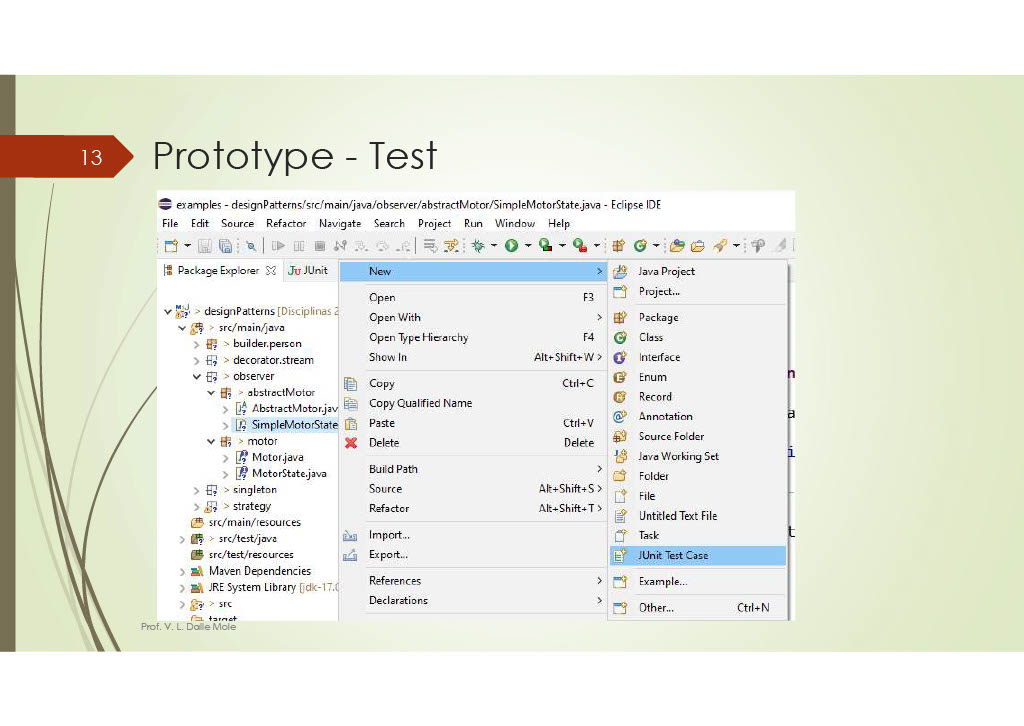 13
Prototype - Test
examples - designPatterns/src/main/java/observer/abstractMotor/SimpleMotorState.java - Eclipse IDE
File Edit Source Refactor Navigate Search Project Run Window Help
Package Explorer JUnit
designPatterns [Disciplinas 2
> src/main/java
> builder.person
> decorator.stream
> observer
> abstractMotor
AbstractMotor.jav
SimpleMotorState
> motor
Motor.java
MotorState.java
> singleton
> strategy
src/main/resources
> src/test/java
src/test/resources
Maven Dependencies
JRE System Library [jdk-17.0
> src
target
New >
Open F3
Open With >
Open Type Hierarchy F4
Show In Alt+Shift+W >
Copy Ctrl+C
Copy Qualified Name
Paste Ctrl+V
Delete Delete
Build Path >
Source Alt+Shift+S >
Refactor Alt+Shift+T >
Import...
Export...
References >
Declarations >
Java Project
Project...
Package
Class
Interface
Enum
Record
Annotation
Source Folder
Java Working Set
Folder
File
Untitled Text File
Task
JUnit Test Case
Example...
Other... Ctrl+N
n
a
i
t
Prof. V. L. Dalle Mole